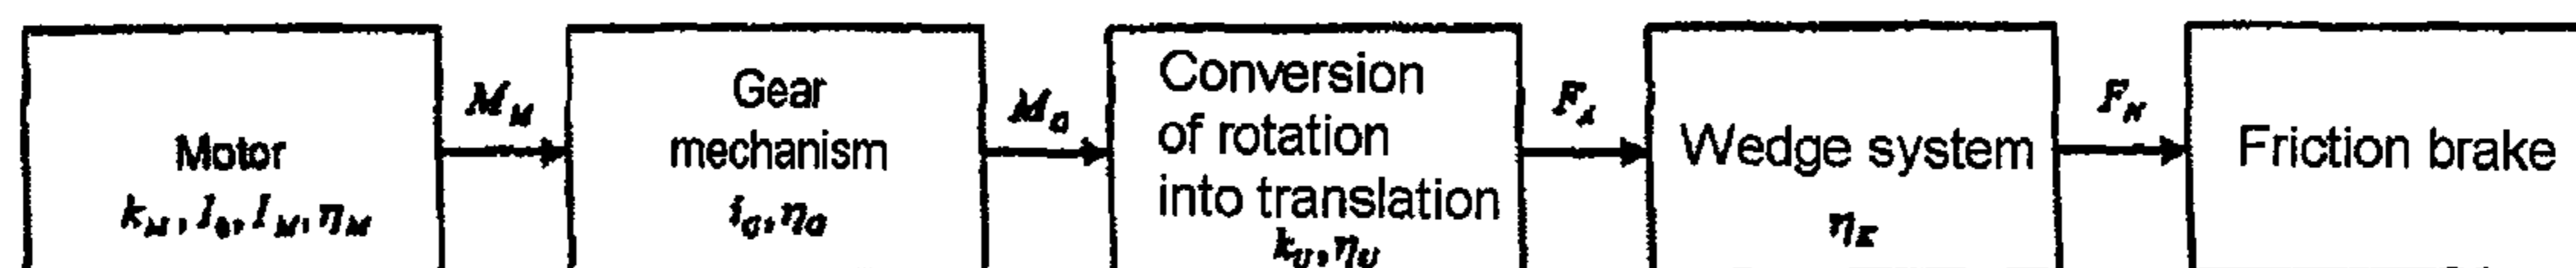 Motor
k_M, I_0, I_M, η_M
M_M
Gear
mechanism
i_G, η_G
M_G
Conversion
of rotation
into translation
k_U, η_U
F_A
Wedge system
η_K
F_N
Friction brake